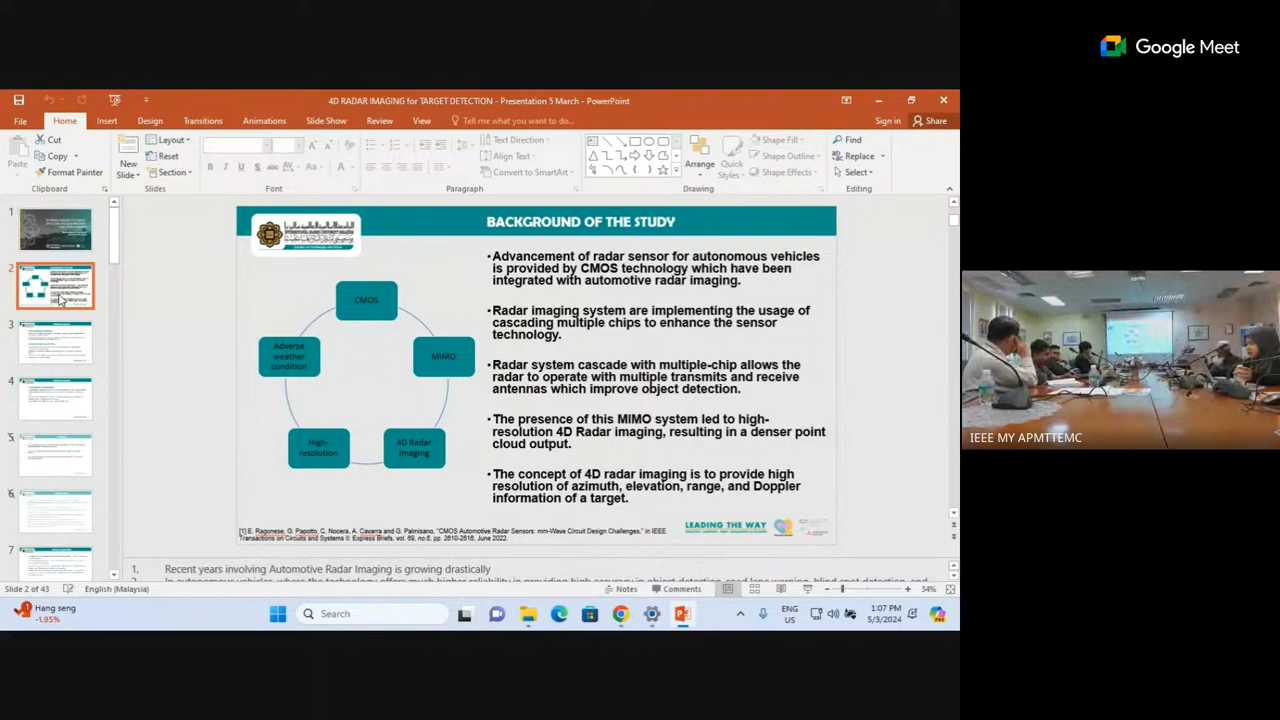 Google Meet
4D RADAR IMAGING for TARGET DETECTION - Presentation 5 March - PowerPoint
File Home Insert Design Transitions Animations Slide Show Review View Tell me what you want to do... Sign in Share
Paste
Cut
Copy
Format Painter
New
Slide
Layout
Reset
Section
B I U S abc AV Aa A
Text Direction
Align Text
Convert to SmartArt
Arrange
Quick
Styles
Shape Fill
Shape Outline
Shape Effects
Find
Replace
Select
Clipboard Slides Font Paragraph Drawing Editing
1
2
3
4
5
6
7
BACKGROUND OF THE STUDY
CMOS
MIMO
4D Radar
imaging
High-
resolution
Adverse
weather
condition
•Advancement of radar sensor for autonomous vehicles
is provided by CMOS technology which have been
integrated with automotive radar imaging.
•Radar imaging system are implementing the usage of
cascading multiple chips to enhance the sensor
technology.
•Radar system cascade with multiple-chip allows the
radar to operate with multiple transmits and receive
antennas which improve object detection.
•The presence of this MIMO system led to high-
resolution 4D Radar imaging, resulting in a denser point
cloud output.
•The concept of 4D radar imaging is to provide high
resolution of azimuth, elevation, range, and Doppler
information of a target.
[1] E. Ragonese, G. Papotto, C. Nocera, A. Cavarra and G. Palmisano, "CMOS Automotive Radar Sensors: mm-Wave Circuit Design Challenges," in IEEE
Transactions on Circuits and Systems II: Express Briefs, vol. 69, no.6, pp. 2610-2616, June 2022.
LEADING THE WAY
1. Recent years involving Automotive Radar Imaging is growing drastically
Slide 2 of 43 English (Malaysia) Notes Comments 34%
Hang seng
-1.95%
Search
ENG
US
1:07 PM
5/3/2024
IEEE MY APMTTEMC